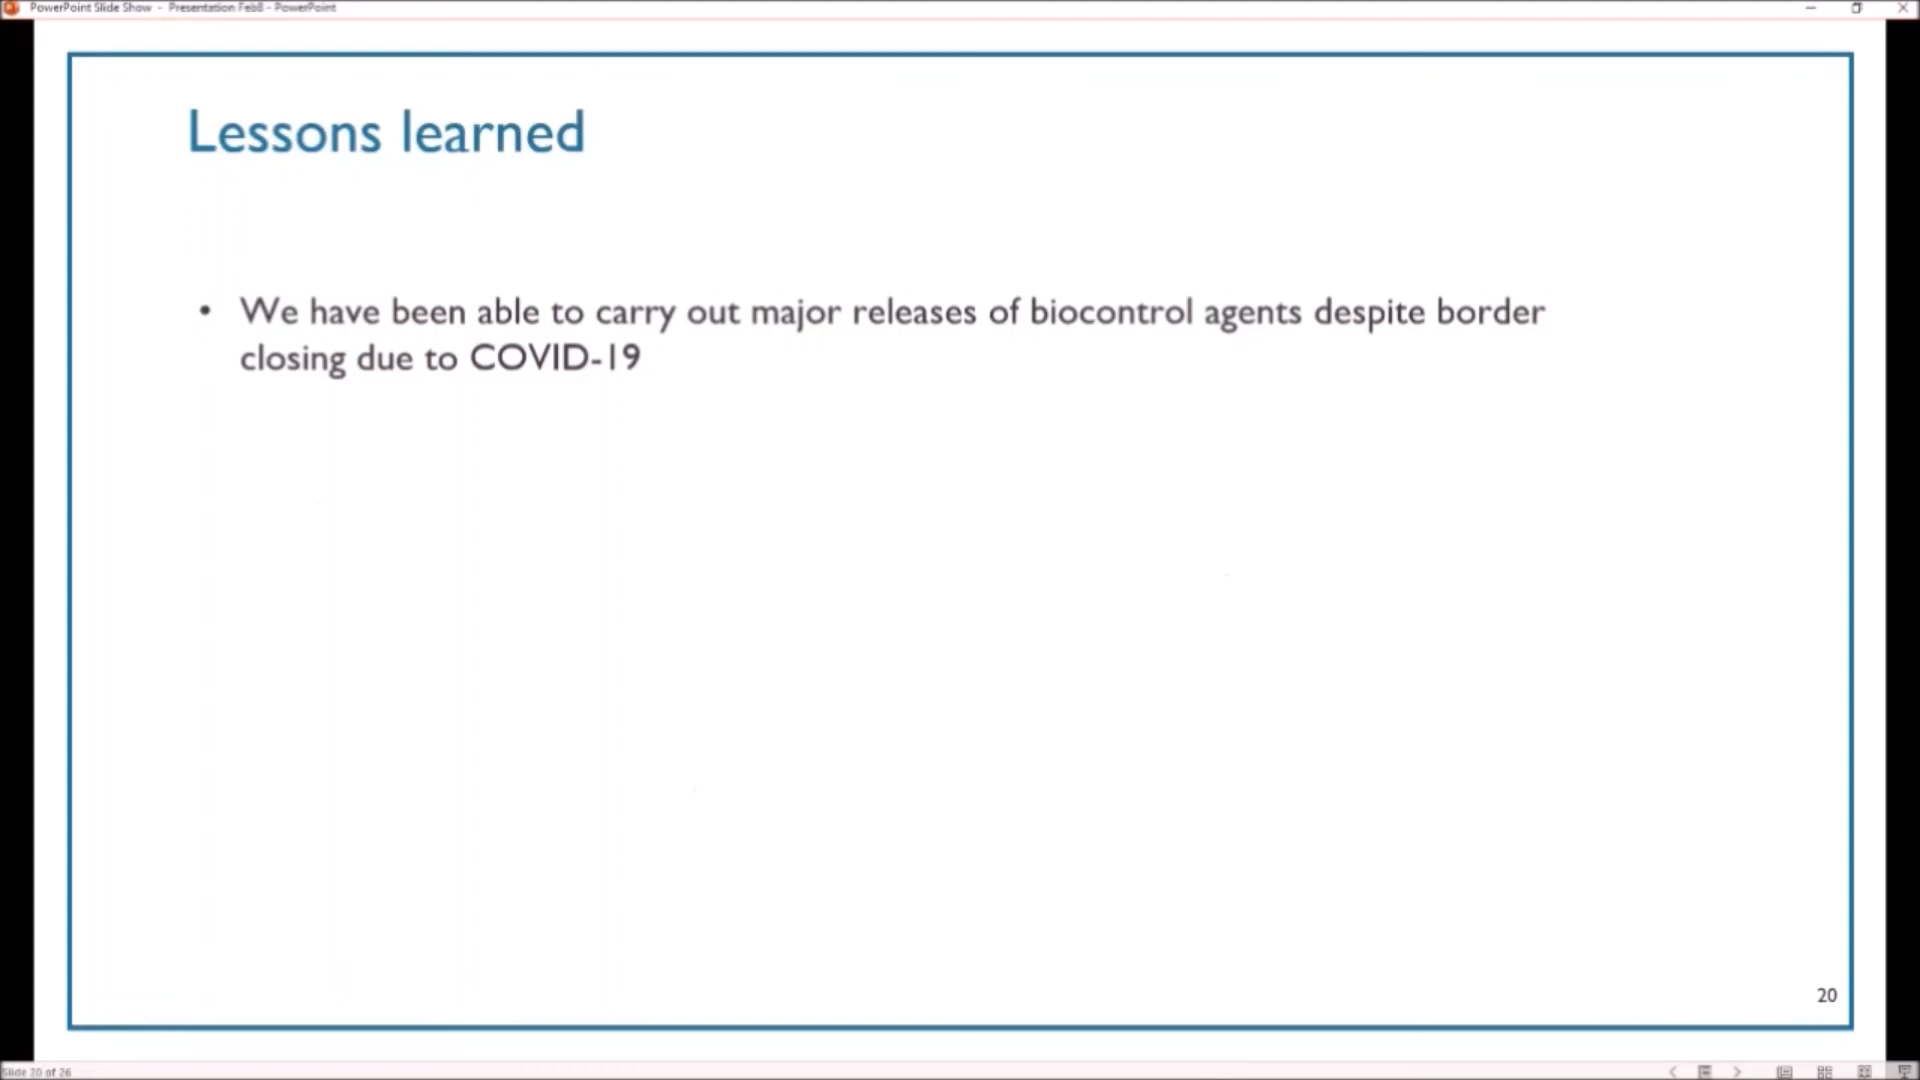 PowerPoint Slide Show - Presentation Feb8 - PowerPoint
Lessons learned
• We have been able to carry out major releases of biocontrol agents despite border
closing due to COVID-19
20
Slide 20 of 26